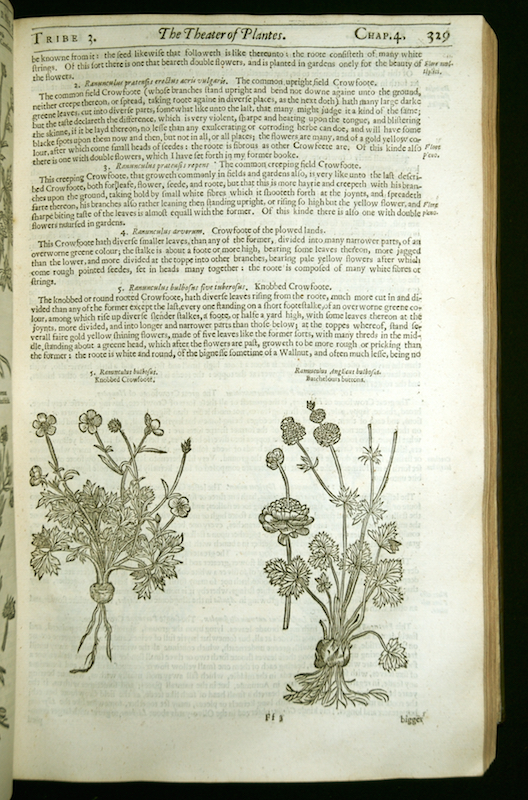 TRIBE 3. The Theater of Plantes. CHAP.4. 329
be knowne from it: the seed likewise that followeth is like thereunto: the roote consisteth of many white
strings. Of this sort there is one that beareth double flowers, and is planted in gardens onely for the beauty of
the flowers.
2. Ranunculus pratensis erectus acris vulgaris. The common upright field Crowfoote.
The common field Crowfoote (whose branches stand upright and bend not downe againe unto the ground,
neither creepe thereon, or spread, taking roote againe in diverse places, as the next doth) hath many large darke
greene leaves, cut into diverse parts, somewhat like unto the last, that many might judge it a kind of the same;
but the taste declareth the difference, which is very violent, sharpe and heating upon the tongue, and blistering
the skinne, if it be layd thereon, no lesse than any exulcerating or corroding herbe can doe, and will have some
blacke spots upon them now and then, but not in all, or all places; the flowers are many, and of a gold yellow co-
lour, after which come small heads of seedes: the roote is fibrous as other Crowfoote are. Of this kinde also Flore
there is one with double flowers, which I have set forth in my former booke. pleno.
3. Ranunculus pratensis repens. The common creeping field Crowfoote.
This creeping Crowfoote, that groweth commonly in fields and gardens also, is very like unto the last descri-
bed Crowfoote, both for leafe, flower, seede, and roote, but that this is more hayrie and creepeth with his bran-
ches upon the ground, taking hold by small white fibres which it shooteth forth at the joynts, and spreadeth
farre thereon, his branches also rather leaning then standing upright, or rising so high but the yellow flower, and Flore
sharpe biting taste of the leaves is almost equall with the former. Of this kinde there is also one with double pleno.
flowers nursed in gardens.
4. Ranunculus arvorum. Crowfoote of the plowed lands.
This Crowfoote hath diverse smaller leaves, than any of the former, divided into many narrower parts, of an
overworne greene colour; the stalke is about a foote or more high, bearing some leaves thereon, more jagged
than the lower, and more divided at the toppe into other branches, bearing pale yellow flowers after which
come rough pointed seedes, set in heads many together: the roote is composed of many white fibres or
strings.
5. Ranunculus bulbosus sive tuberosus. Knobbed Crowfoote.
The knobbed or round rooted Crowfoote, hath diverse leaves rising from the roote, much more cut in and di-
vided than any of the former except the last, every one standing on a short footestalke, of an overworne greene co-
lour, among which rise up diverse slender stalkes, a foote, or halfe a yard high, with some leaves thereon at the
joynts, more divided, and into longer and narrower parts than those below; at the toppes whereof, stand se-
verall faire gold yellow shining flowers, made of five leaves like the former forts, with many threds in the mid-
dle, standing about a greene head, which after the flowers are past, groweth to be more rough or pricking than
the former: the roote is white and round, of the bignesse sometime of a Wallnut, and often much lesse, being no
5. Ranunculus bulbosus.
Knobbed Crowfoote.
Ranunculus Anglicus bulbosus.
Batchelours buttons.
Ff 3 bigger